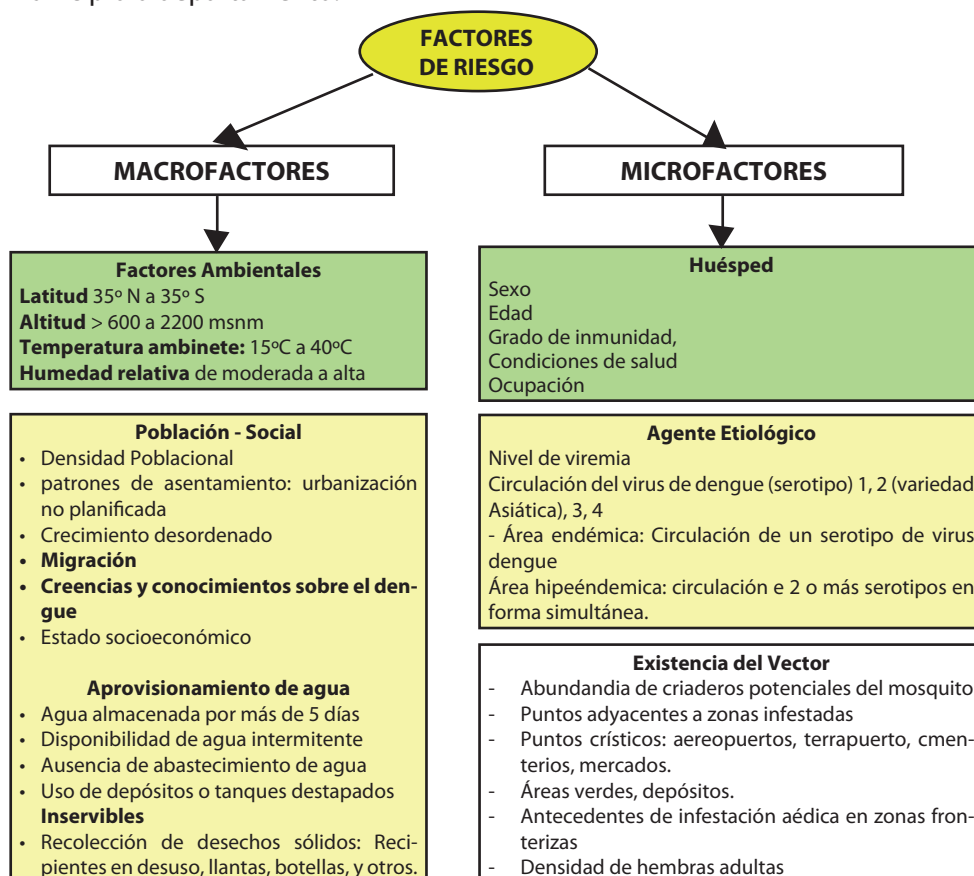 FACTORES
DE RIESGO
MACROFACTORES
MICROFACTORES
Factores Ambientales
Latitud 35º N a 35º S
Altitud > 600 a 2200 msnm
Temperatura ambinete: 15ºC a 40ºC
Humedad relativa de moderada a alta
Población - Social
• Densidad Poblacional
• patrones de asentamiento: urbanización
no planificada
• Crecimiento desordenado
• Migración
• Creencias y conocimientos sobre el den-
gue
• Estado socioeconómico
Aprovisionamiento de agua
• Agua almacenada por más de 5 días
• Disponibilidad de agua intermitente
• Ausencia de abastecimiento de agua
• Uso de depósitos o tanques destapados
Inservibles
• Recolección de desechos sólidos: Reci-
pientes en desuso, llantas, botellas, y otros.
Huésped
Sexo
Edad
Grado de inmunidad,
Condiciones de salud
Ocupación
Agente Etiológico
Nivel de viremia
Circulación del virus de dengue (serotipo) 1, 2 (variedad
Asiática), 3, 4
- Área endémica: Circulación de un serotipo de virus
dengue
Área hipeéndemica: circulación e 2 o más serotipos en
forma simultánea.
Existencia del Vector
- Abundandia de criaderos potenciales del mosquito
- Puntos adyacentes a zonas infestadas
- Puntos crísticos: aereopuertos, terrapuerto, cmen-
terios, mercados.
- Áreas verdes, depósitos.
- Antecedentes de infestación aédica en zonas fron-
terizas
- Densidad de hembras adultas